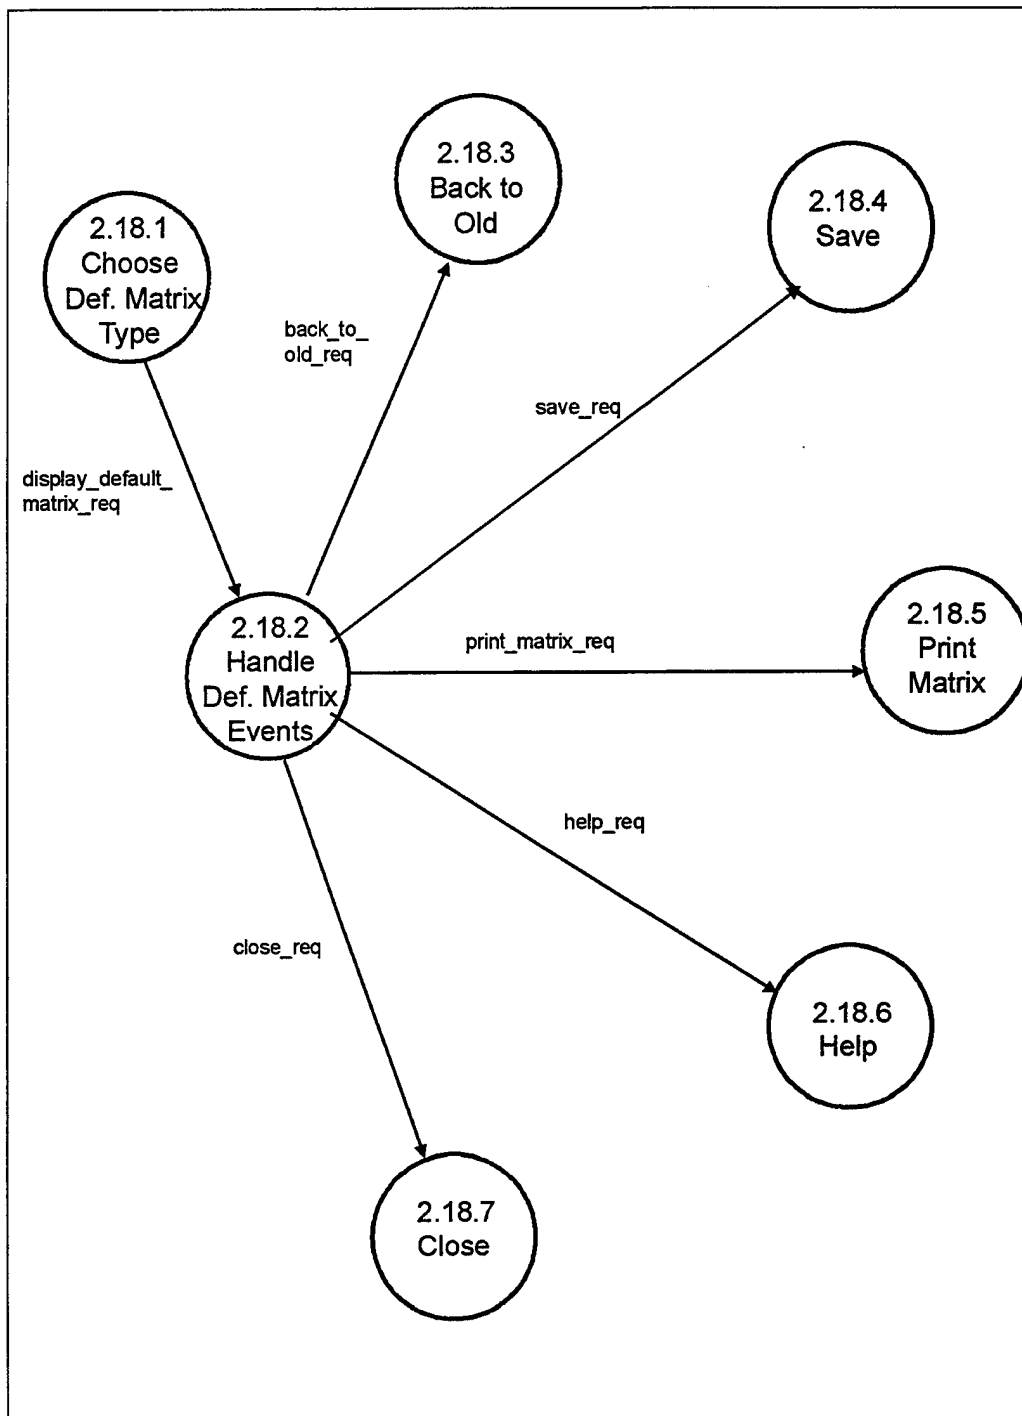 2.18.3
Back to
Old
2.18.4
Save
2.18.1
Choose
Def. Matrix
Type
back_to_
old_req
save_req
display_default_
matrix_req
2.18.2
Handle
Def. Matrix
Events
print_matrix_req
2.18.5
Print
Matrix
help_req
close_req
2.18.6
Help
2.18.7
Close